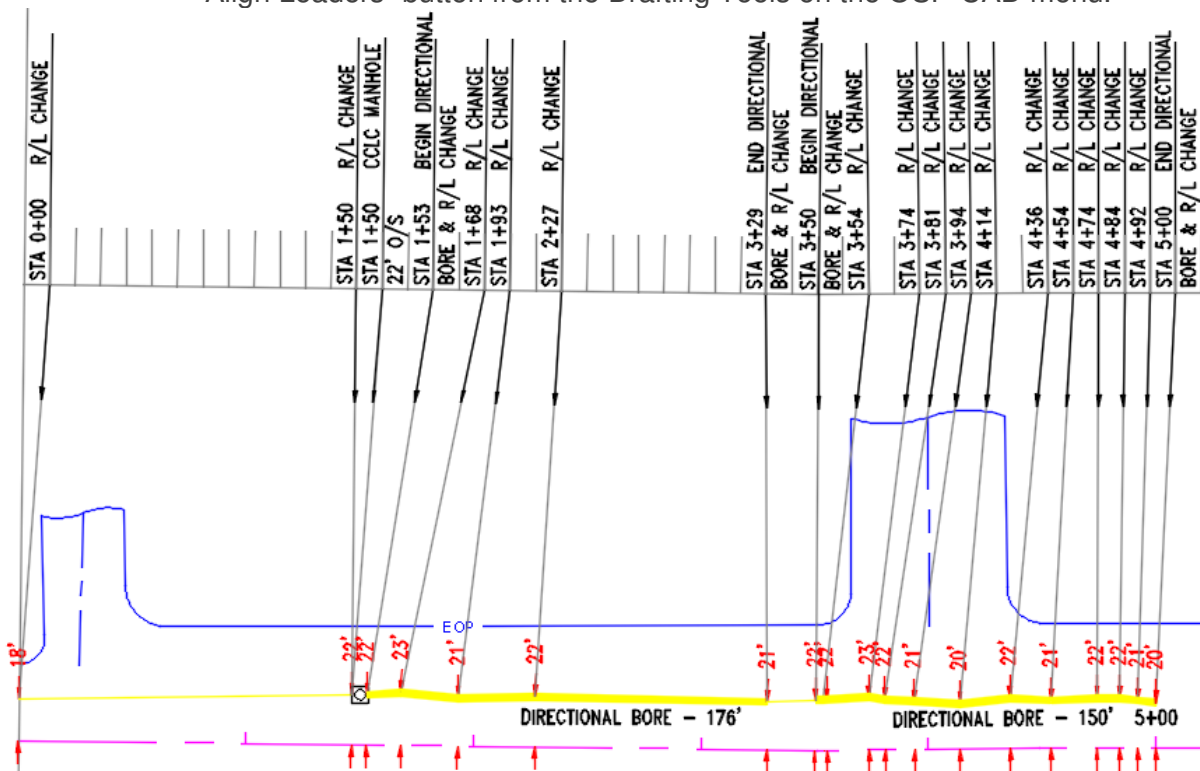 Align Leaders" button from the Drafting Tools on the OSP CAD menu.
STA 0+00 R/L CHANGE
STA 1+50 R/L CHANGE
STA 1+50 CCLC MANHOLE
22' O/S
STA 1+53 BEGIN DIRECTIONAL
BORE & R/L CHANGE
STA 1+68 R/L CHANGE
STA 1+93 R/L CHANGE
STA 2+27 R/L CHANGE
STA 3+29 END DIRECTIONAL
BORE & R/L CHANGE
STA 3+50 BEGIN DIRECTIONAL
BORE & R/L CHANGE
STA 3+54 R/L CHANGE
STA 3+74 R/L CHANGE
STA 3+81 R/L CHANGE
STA 3+94 R/L CHANGE
STA 4+14 R/L CHANGE
STA 4+36 R/L CHANGE
STA 4+54 R/L CHANGE
STA 4+74 R/L CHANGE
STA 4+84 R/L CHANGE
STA 4+92 R/L CHANGE
STA 5+00 END DIRECTIONAL
BORE & R/L CHANGE
EOP
18'
22'
22'
23'
21'
22'
21'
22'
23'
22'
21'
20'
22'
21'
22'
22'
21'
20'
DIRECTIONAL BORE - 176'
DIRECTIONAL BORE - 150'
5+00